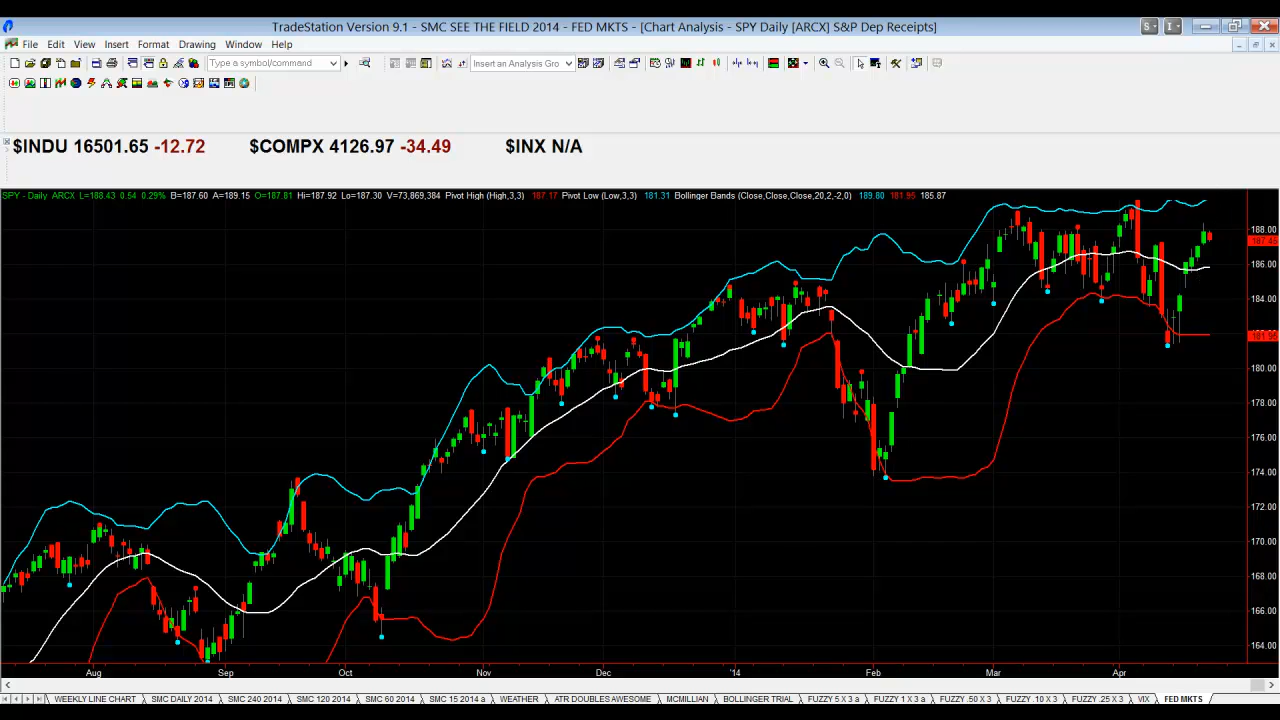 TradeStation Version 9.1 - SMC SEE THE FIELD 2014 - FED MKTS - [Chart Analysis - SPY Daily [ARCX] S&P Dep Receipts]
File Edit View Insert Format Drawing Window Help
Type a symbol/command Insert an Analysis Gro
$INDU 16501.65 -12.72 $COMPX 4126.97 -34.49 $INX N/A
SPY - Daily ARCX L=188.43 0.54 0.29% B=187.60 A=189.15 O=187.81 Hi=187.92 Lo=187.30 V=73,869,384 Pivot High (High,3,3) 187.17 Pivot Low (Low,3,3) 181.31 Bollinger Bands (Close,Close,Close,20,2,-2,0) 189.80 181.95 185.87
188.00
187.45
186.00
184.00
182.00
181.95
180.00
178.00
176.00
174.00
172.00
170.00
168.00
166.00
164.00
Aug Sep Oct Nov Dec '14 Feb Mar Apr
WEEKLY LINE CHART SMC DAILY 2014 SMC 240 2014 SMC 120 2014 SMC 60 2014 SMC 15 2014 a WEATHER ATR DOUBLES AWESOME MCMILLIAN BOLLINGER TRIAL FUZZY 5 X 3 a FUZZY 1 X 3 a FUZZY .50 X 3 FUZZY .10 X 3 FUZZY .25 X 3 VIX FED MKTS